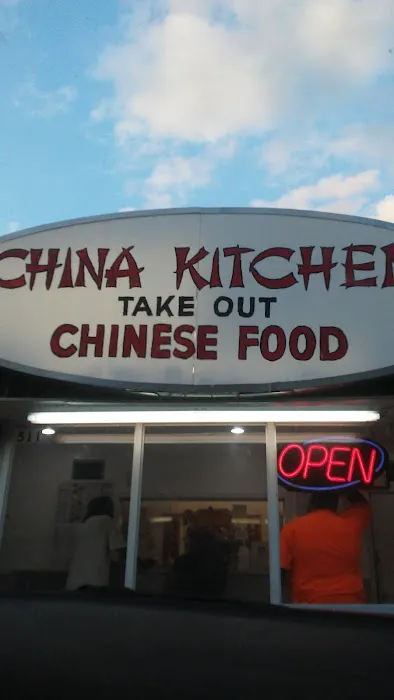 CHINA KITCHEN
TAKE OUT
CHINESE FOOD
311
OPEN